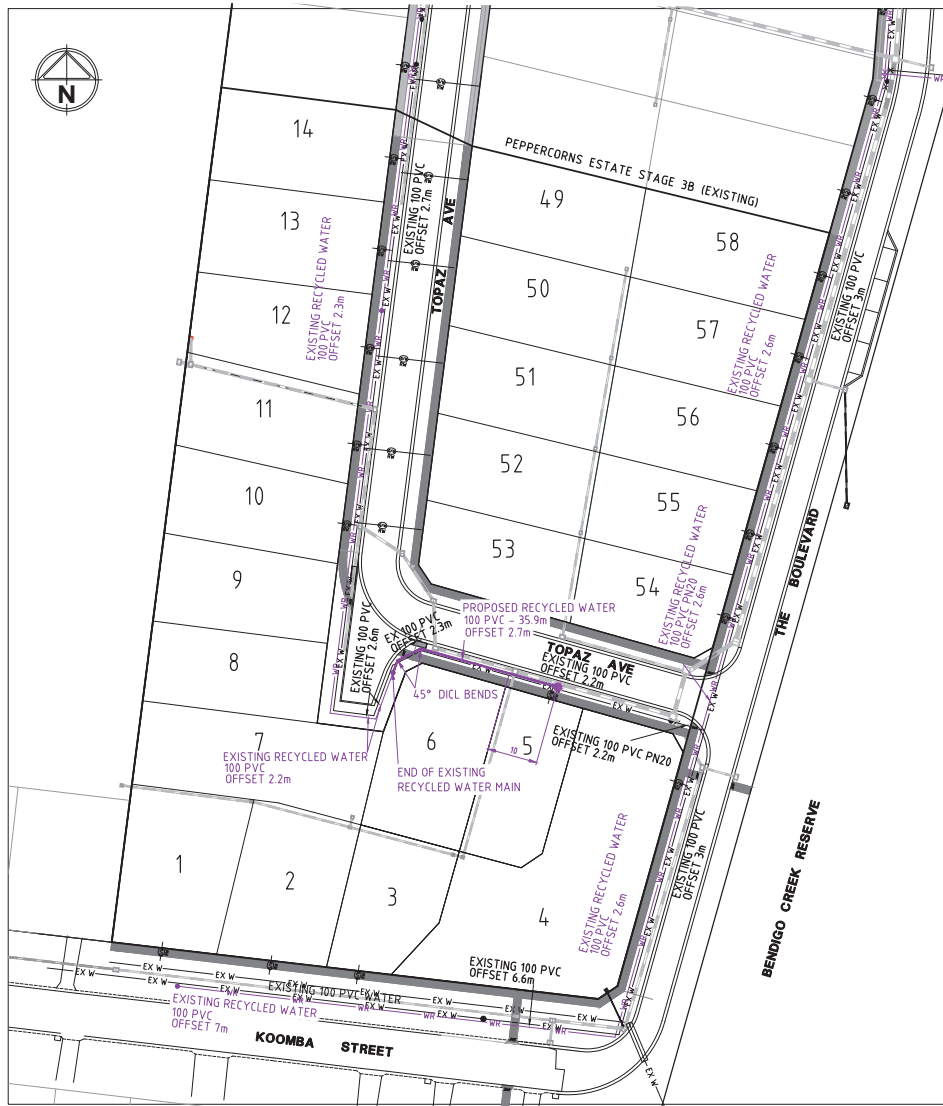 N
14
13
12
11
10
9
8
7
6
5
4
3
2
1
49
50
51
52
53
54
55
56
57
58
PEPPERCORNS ESTATE STAGE 3B (EXISTING)
EXISTING 100 PVC
OFFSET 2.7m
TOPAZ AVE
EXISTING RECYCLED WATER
100 PVC
OFFSET 2.3m
EXISTING RECYCLED WATER
100 PVC
OFFSET 2.6m
EXISTING 100 PVC
OFFSET 3m
EXISTING RECYCLED WATER
100 PVC PN20
OFFSET 2.6m
THE BOULEVARD
PROPOSED RECYCLED WATER
100 PVC - 35.9m
OFFSET 2.7m
EX 100 PVC
OFFSET 2.3m
EXISTING 100 PVC
OFFSET 2.6m
TOPAZ AVE
EXISTING 100 PVC
OFFSET 2.2m
45° DICL BENDS
EXISTING 100 PVC PN20
OFFSET 2.2m
10
EXISTING RECYCLED WATER
100 PVC
OFFSET 2.2m
END OF EXISTING
RECYCLED WATER MAIN
EXISTING 100 PVC
OFFSET 3m
EXISTING RECYCLED WATER
100 PVC
OFFSET 2.6m
BENDIGO CREEK RESERVE
EXISTING 100 PVC
OFFSET 6.6m
EXISTING 100 PVC WATER
EXISTING RECYCLED WATER
100 PVC
OFFSET 7m
KOOMBA STREET
EX W
WR